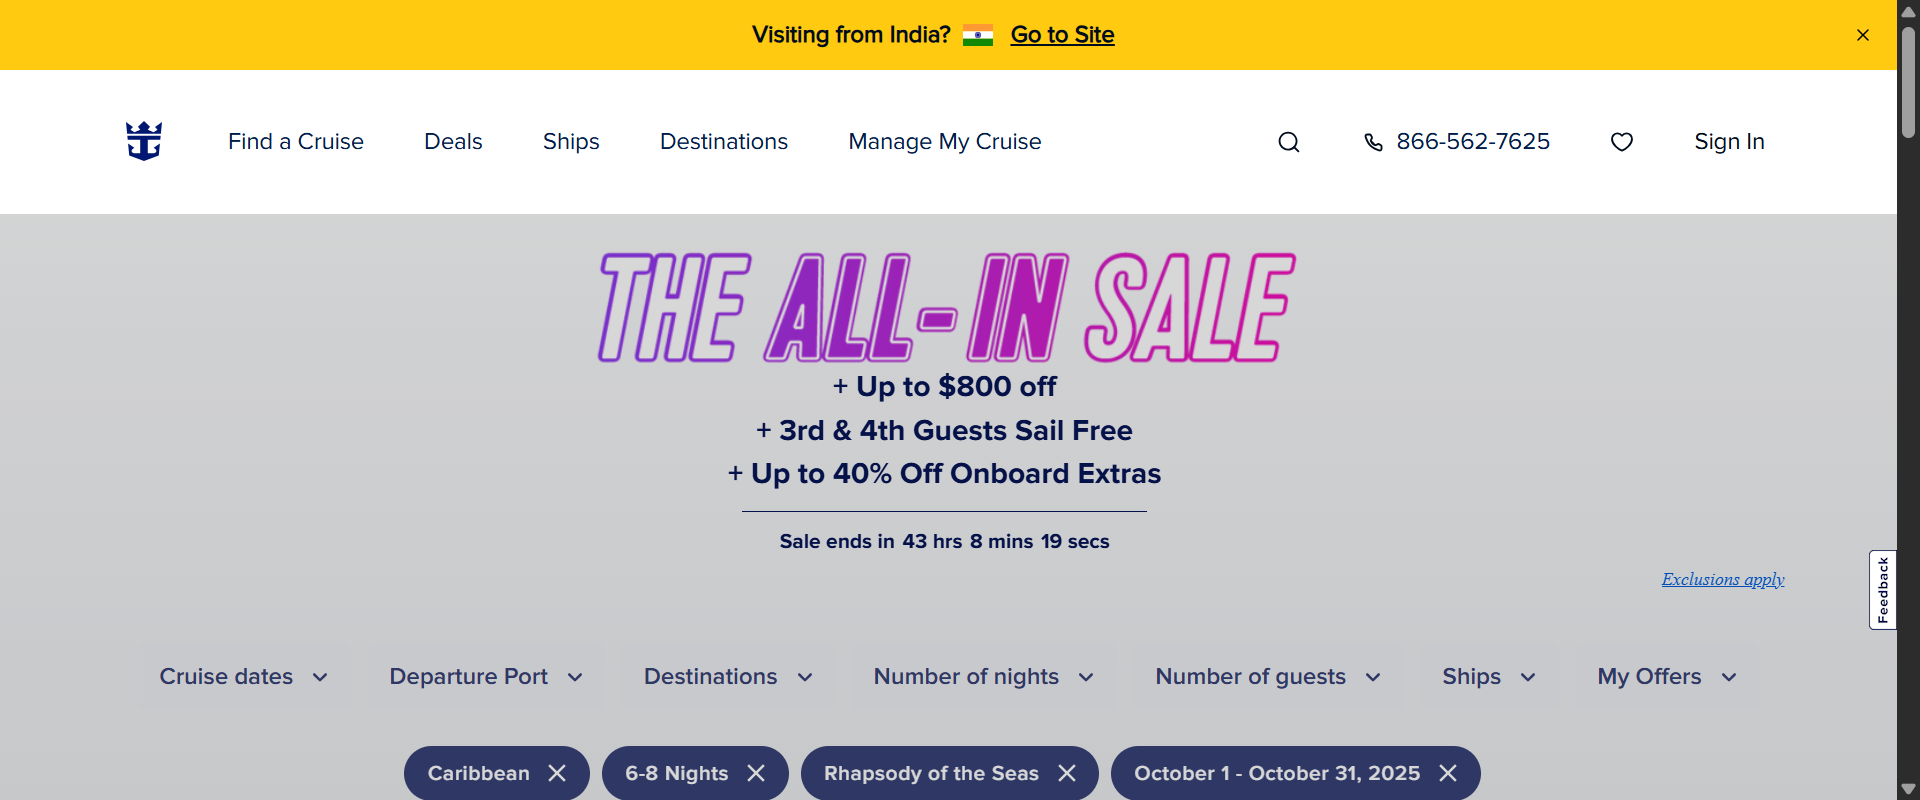 Visiting from India? Go to Site
Find a Cruise Deals Ships Destinations Manage My Cruise 866-562-7625 Sign In
THE ALL-IN SALE
+ Up to $800 off
+ 3rd & 4th Guests Sail Free
+ Up to 40% Off Onboard Extras
Sale ends in 43 hrs 8 mins 19 secs
Exclusions apply
Feedback
Cruise dates Departure Port Destinations Number of nights Number of guests Ships My Offers
Caribbean 6-8 Nights Rhapsody of the Seas October 1 - October 31, 2025